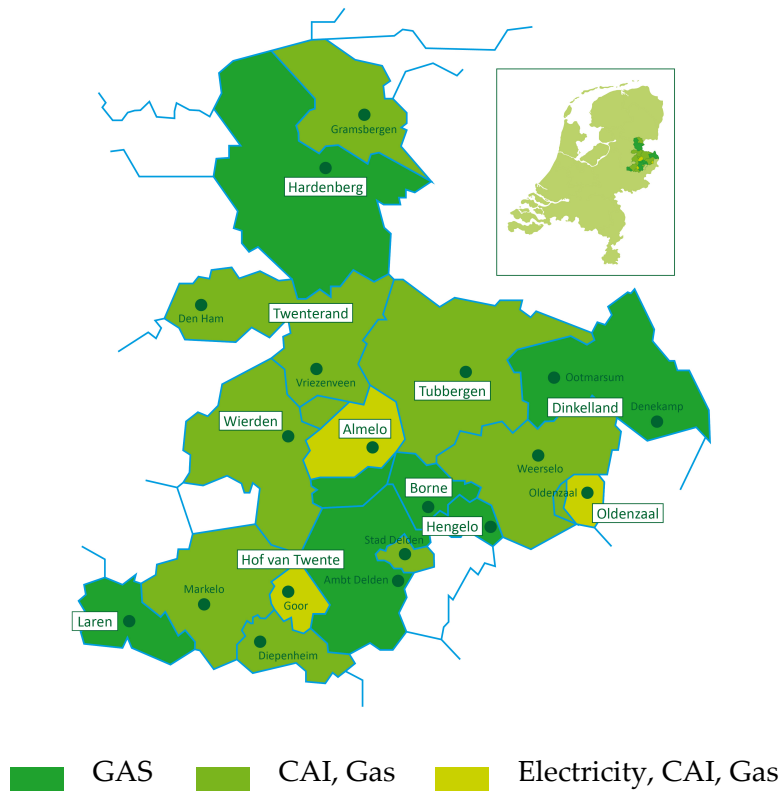 Gramsbergen
Hardenberg
Den Ham
Twenterand
Vriezenveen
Tubbergen
Ootmarsum
Dinkelland
Denekamp
Wierden
Almelo
Weerselo
Borne
Oldenzaal
Oldenzaal
Hengelo
Stad Delden
Hof van Twente
Ambt Delden
Markelo
Goor
Laren
Diepenheim
GAS
CAI, Gas
Electricity, CAI, Gas